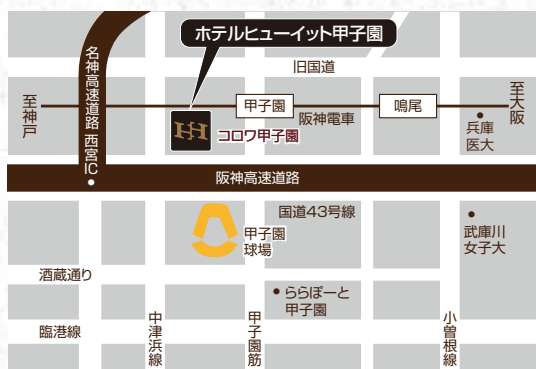 ホテルヒューイット甲子園
名神高速道路 西宮IC
旧国道
至神戸
甲子園
阪神電車
鳴尾
至大阪
兵庫
医大
コロワ甲子園
阪神高速道路
国道43号線
甲子園
球場
武庫川
女子大
酒蔵通り
ららぽーと
甲子園
臨港線
中津浜線
甲子園筋
小曽根線